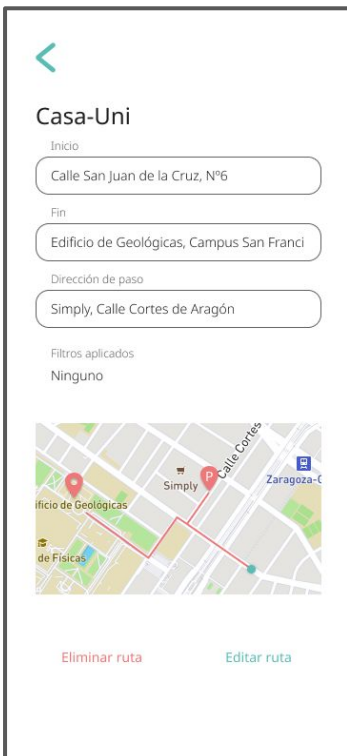 Casa-Uni
Inicio
Calle San Juan de la Cruz, Nº6
Fin
Edificio de Geológicas, Campus San Franci
Dirección de paso
Simply, Calle Cortes de Aragón
Filtros aplicados
Ninguno
Calle Cortes
P
Simply
Zaragoza-C
ificio de Geológicas
de Físicas
Eliminar ruta
Editar ruta